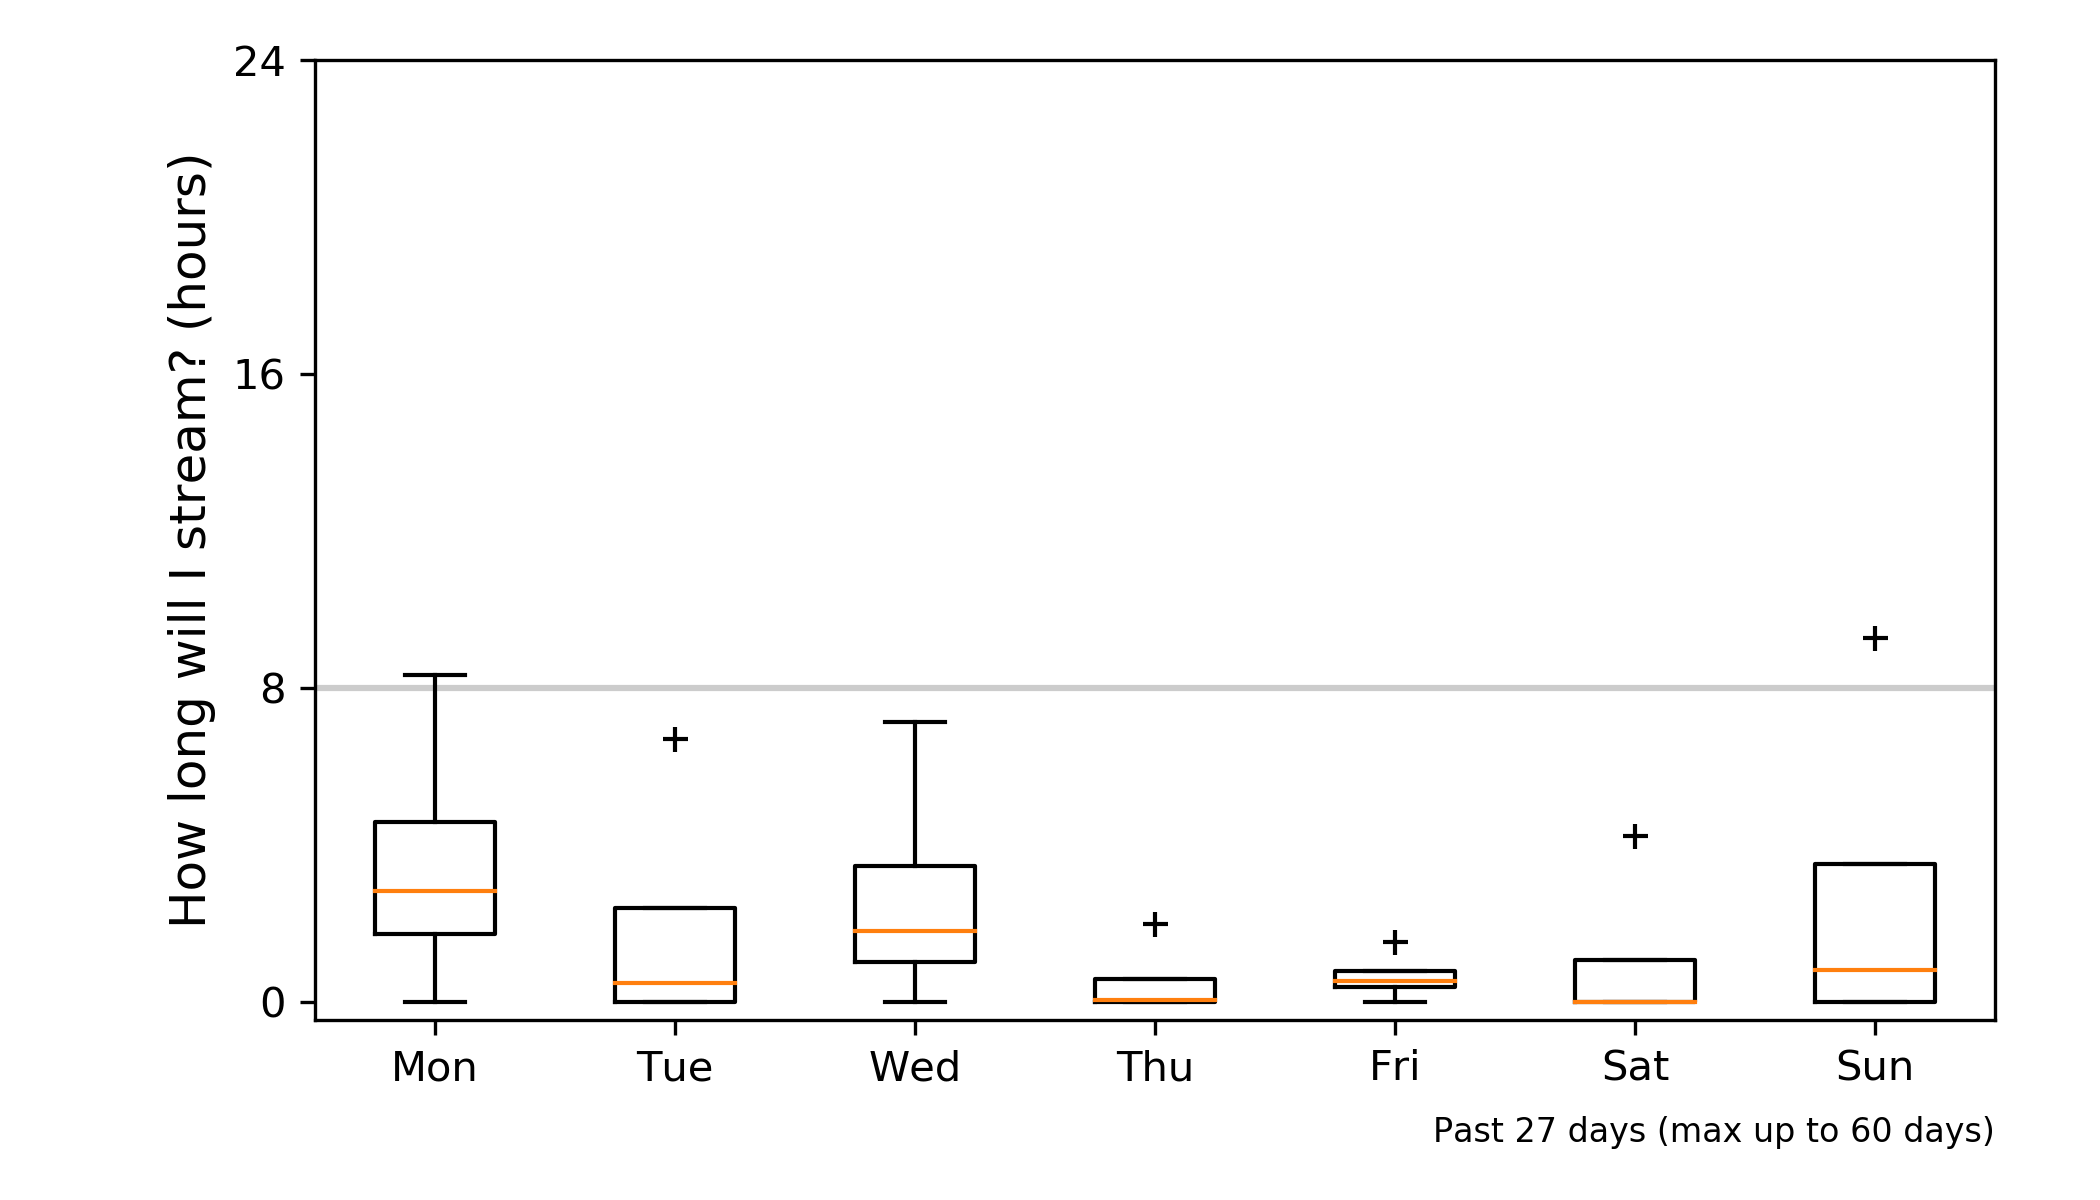 How long will I stream? (hours)
24
16
8
0
Mon Tue Wed Thu Fri Sat Sun
Past 27 days (max up to 60 days)